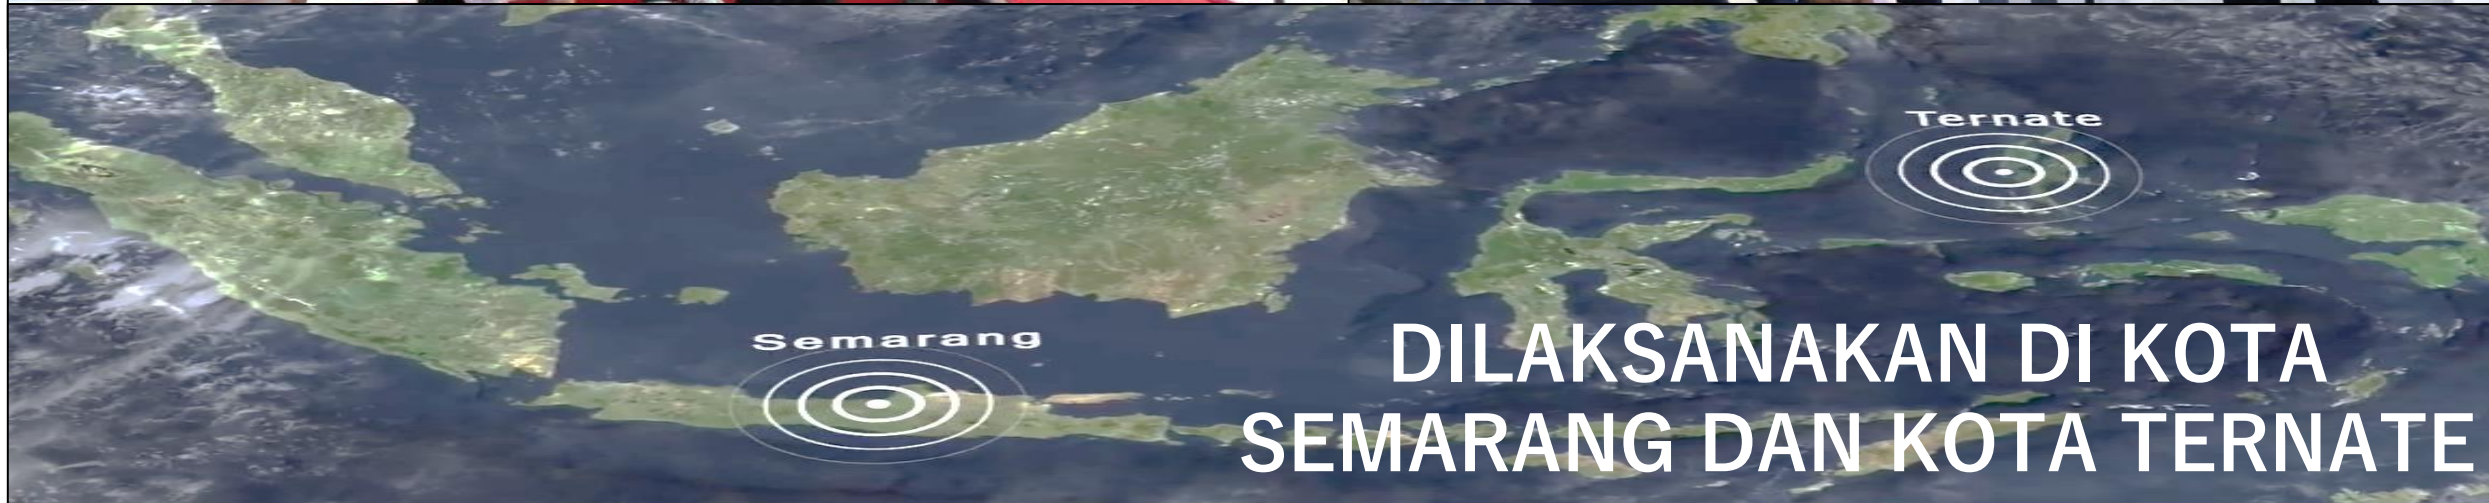 Ternate
Semarang
DILAKSANAKAN DI KOTA
SEMARANG DAN KOTA TERNATE